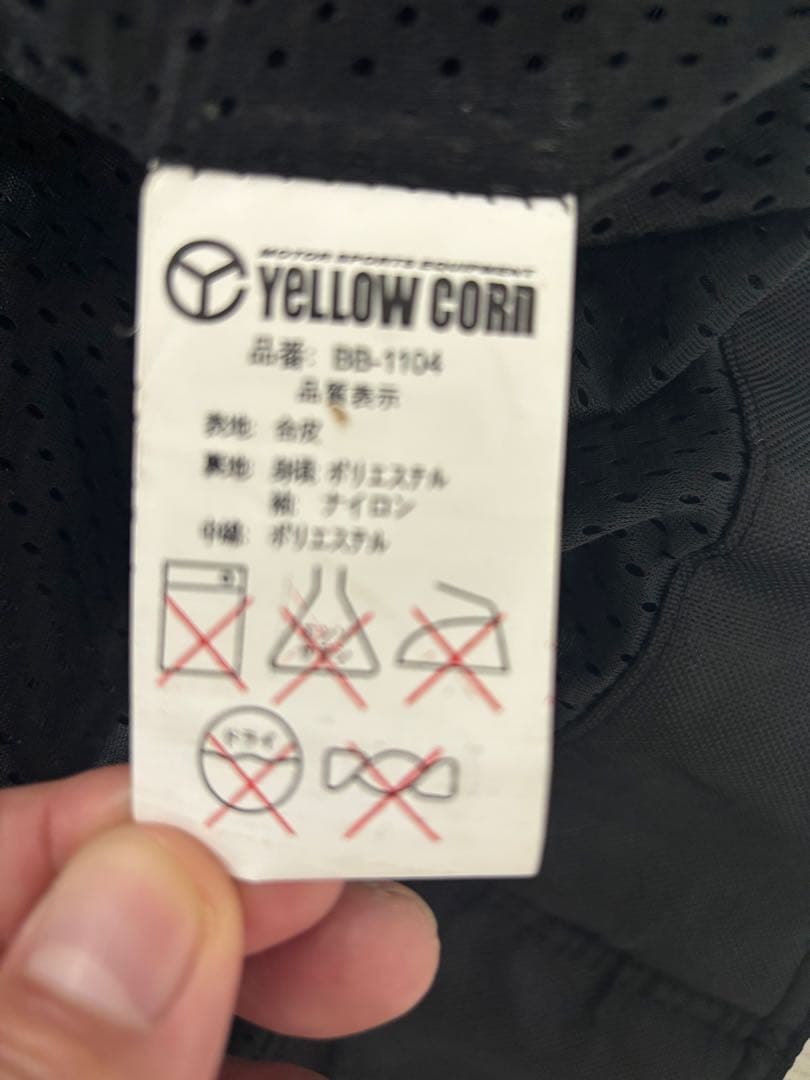 MOTOR SPORTS EQUIPMENT
YELLOW CORN
品番: BB-1104
品質表示
表地: 合皮
裏地: 身頃 ポリエステル
袖 ナイロン
中綿: ポリエステル
ドライ